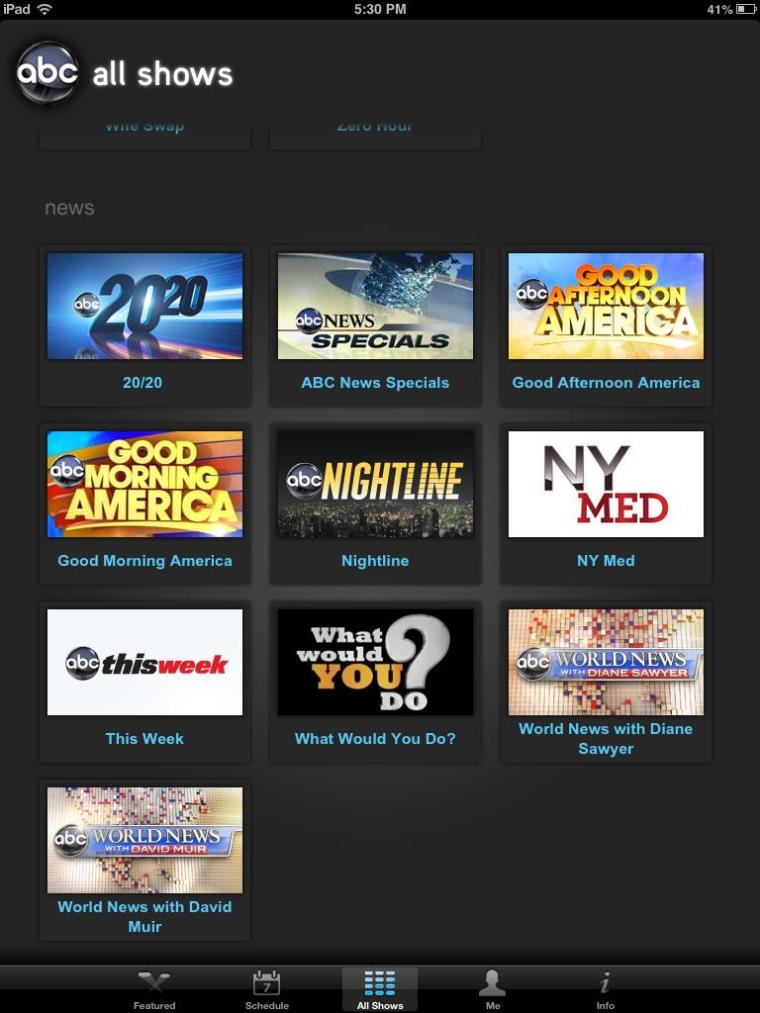 iPad
5:30 PM
41%
abc all shows
Wife Swap
Zero Hour
news
abc 2020
abc NEWS
SPECIALS
abc GOOD
AFTERNOON
AMERICA
20/20
ABC News Specials
Good Afternoon America
abc GOOD
MORNING
AMERICA
abc NIGHTLINE
NY
MED
Good Morning America
Nightline
NY Med
abc thisweek
What
would
YOU
DO
?
abc WORLD NEWS
WITH DIANE SAWYER
This Week
What Would You Do?
World News with Diane
Sawyer
abc WORLD NEWS
WITH DAVID MUIR
World News with David
Muir
7
Featured
Schedule
All Shows
Me
i
Info